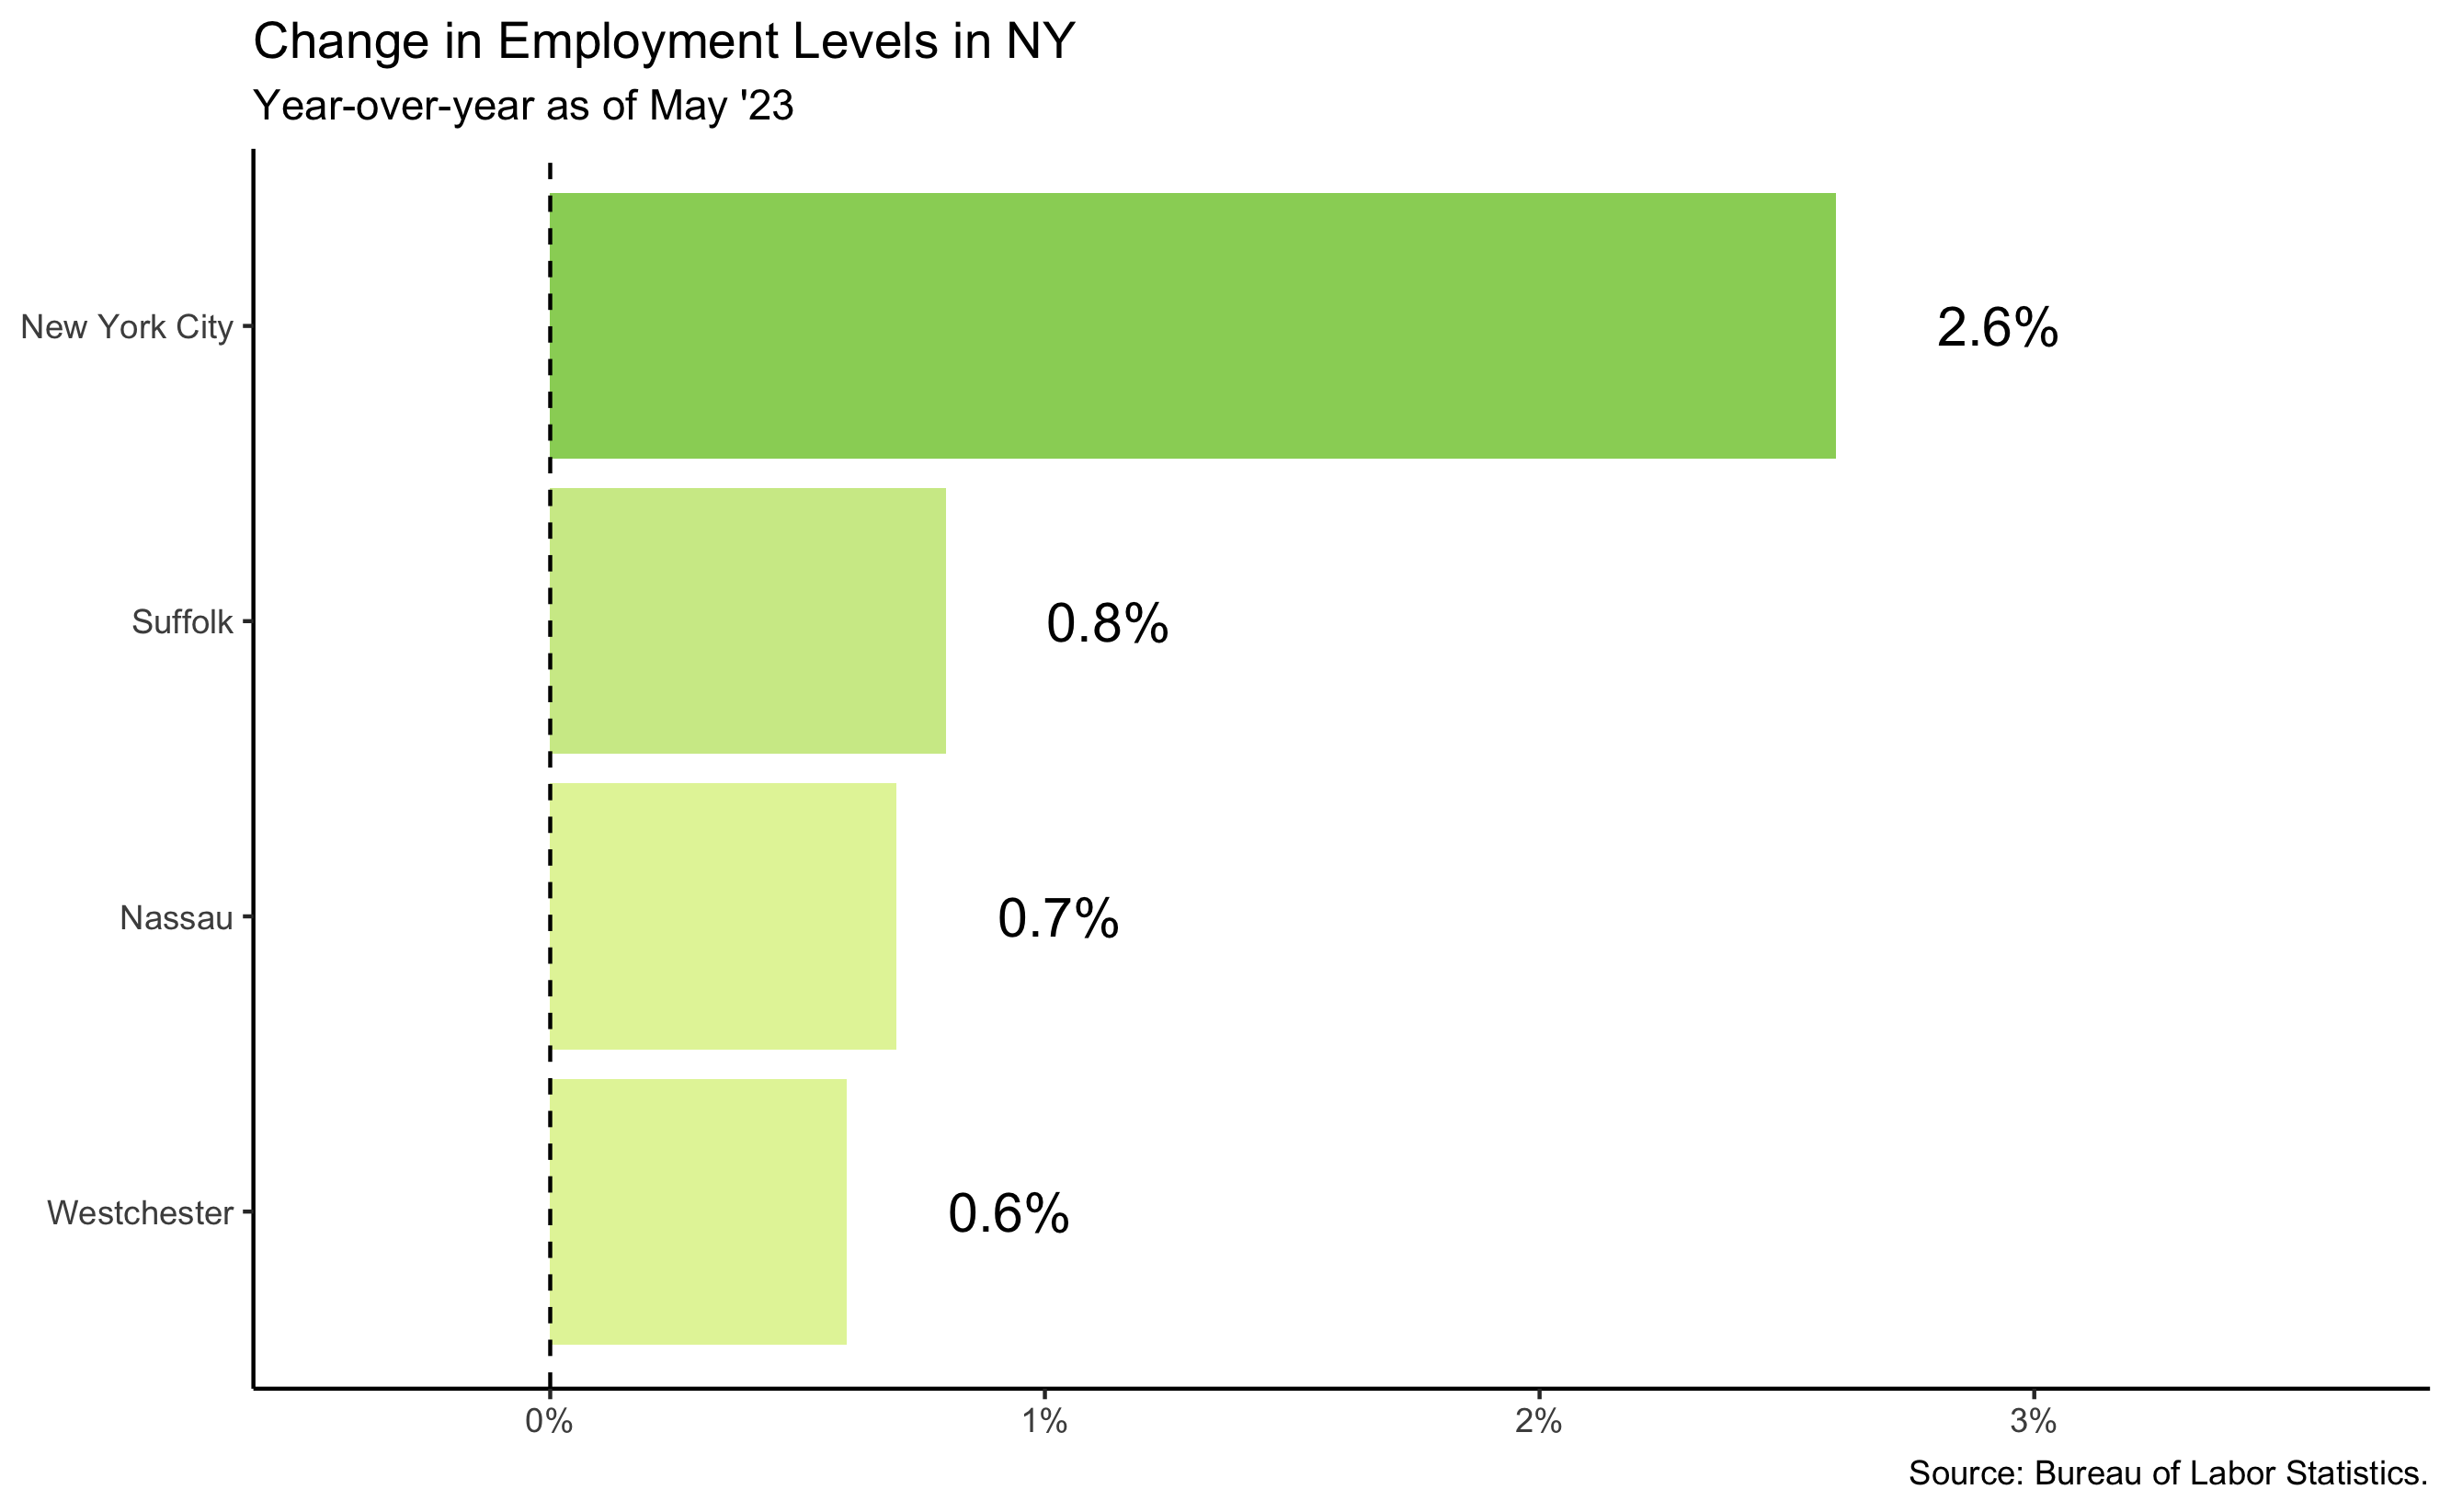 Change in Employment Levels in NY
Year-over-year as of May '23
New York City
2.6%
Suffolk
0.8%
Nassau
0.7%
Westchester
0.6%
0% 1% 2% 3%
Source: Bureau of Labor Statistics.